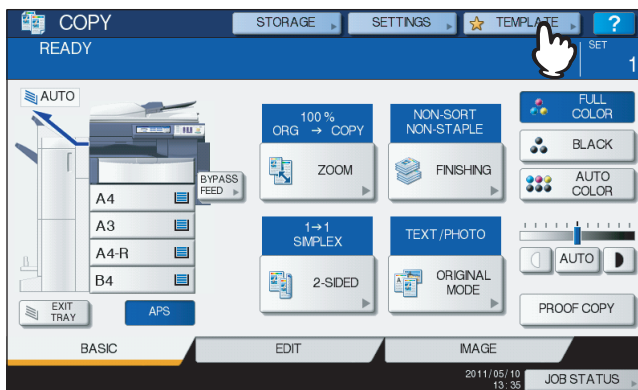 COPY
STORAGE
SETTINGS
TEMPLATE
?
READY
SET
1
AUTO
100 %
ORG → COPY
NON-SORT
NON-STAPLE
FULL
COLOR
BLACK
ZOOM
FINISHING
AUTO
COLOR
BYPASS
FEED
A4
A3
A4-R
B4
1→1
SIMPLEX
TEXT/PHOTO
2-SIDED
ORIGINAL
MODE
AUTO
EXIT
TRAY
APS
PROOF COPY
BASIC
EDIT
IMAGE
2011/05/10
13:35
JOB STATUS